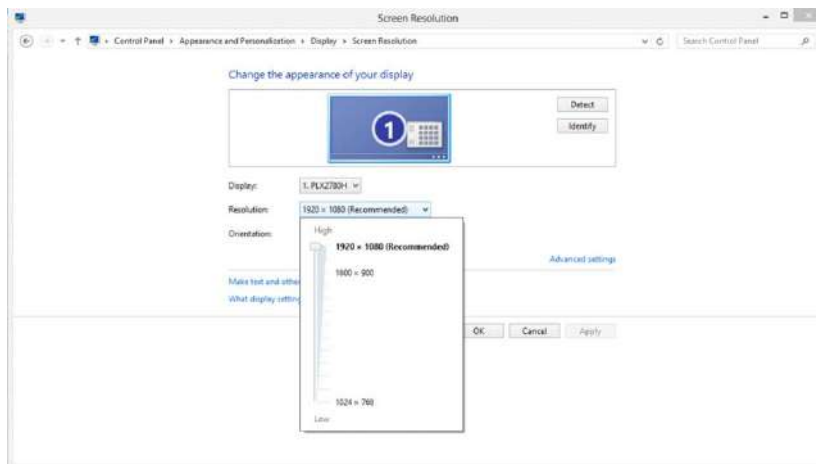 Screen Resolution
Control Panel Appearance and Personalization Display Screen Resolution
Search Control Panel
Change the appearance of your display
1
Detect
Identify
Display: 1. PLX2780H
Resolution: 1920 × 1080 (Recommended)
Orientation:
High
1920 × 1080 (Recommended)
Advanced settings
1600 × 900
Make text and othe
What display setting
OK Cancel Apply
1024 × 768
Low